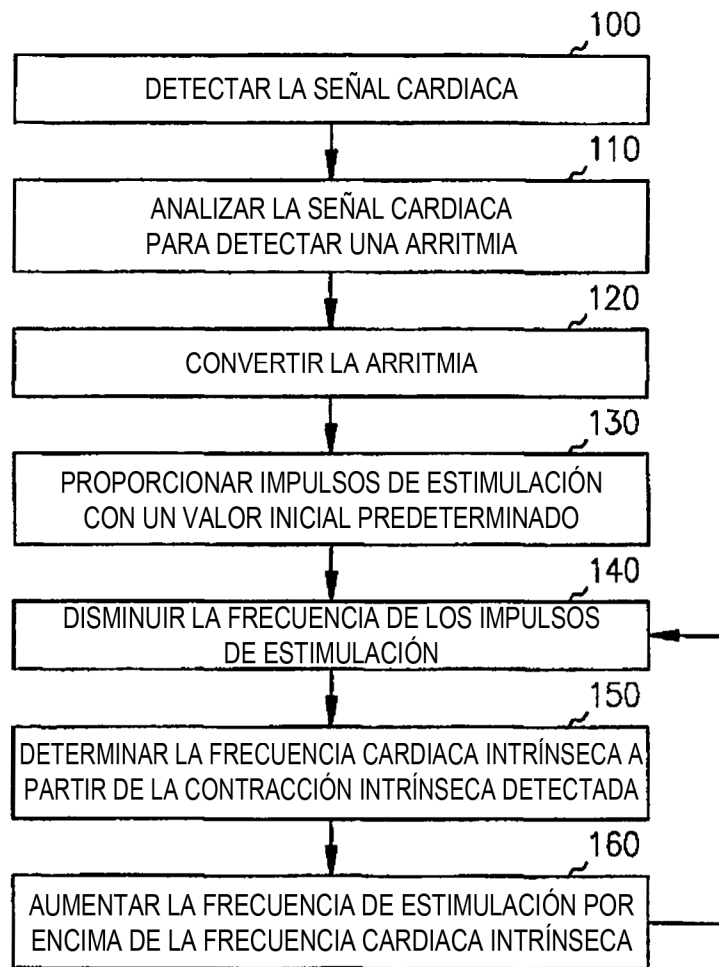 100
DETECTAR LA SEÑAL CARDIACA
110
ANALIZAR LA SEÑAL CARDIACA
PARA DETECTAR UNA ARRITMIA
120
CONVERTIR LA ARRITMIA
130
PROPORCIONAR IMPULSOS DE ESTIMULACIÓN
CON UN VALOR INICIAL PREDETERMINADO
140
DISMINUIR LA FRECUENCIA DE LOS IMPULSOS
DE ESTIMULACIÓN
150
DETERMINAR LA FRECUENCIA CARDIACA INTRÍNSECA A
PARTIR DE LA CONTRACCIÓN INTRÍNSECA DETECTADA
160
AUMENTAR LA FRECUENCIA DE ESTIMULACIÓN POR
ENCIMA DE LA FRECUENCIA CARDIACA INTRÍNSECA